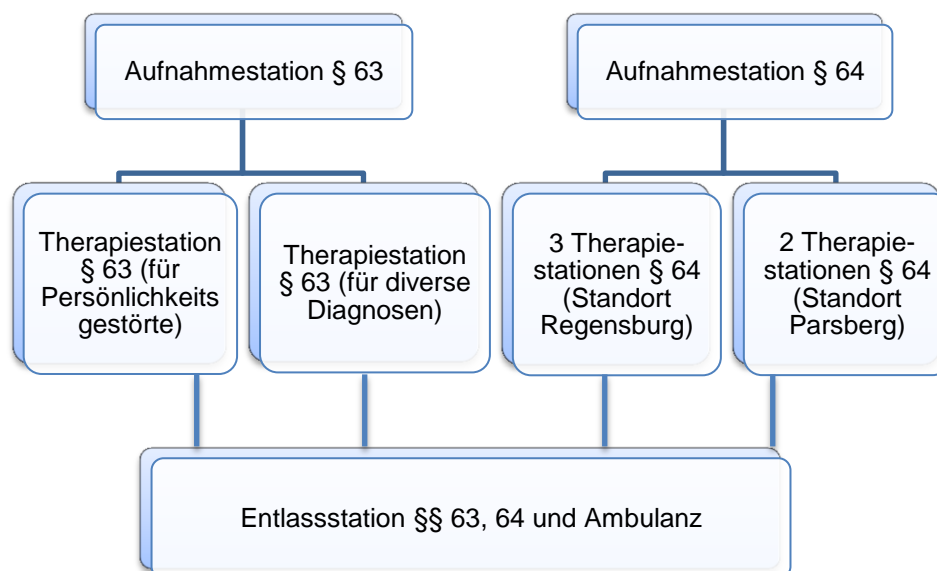 Aufnahmestation § 63
Aufnahmestation § 64
Therapiestation
§ 63 (für
Persönlichkeits
gestörte)
Therapiestation
§ 63 (für diverse
Diagnosen)
3 Therapie-
stationen § 64
(Standort
Regensburg)
2 Therapie-
stationen § 64
(Standort
Parsberg)
Entlassstation §§ 63, 64 und Ambulanz